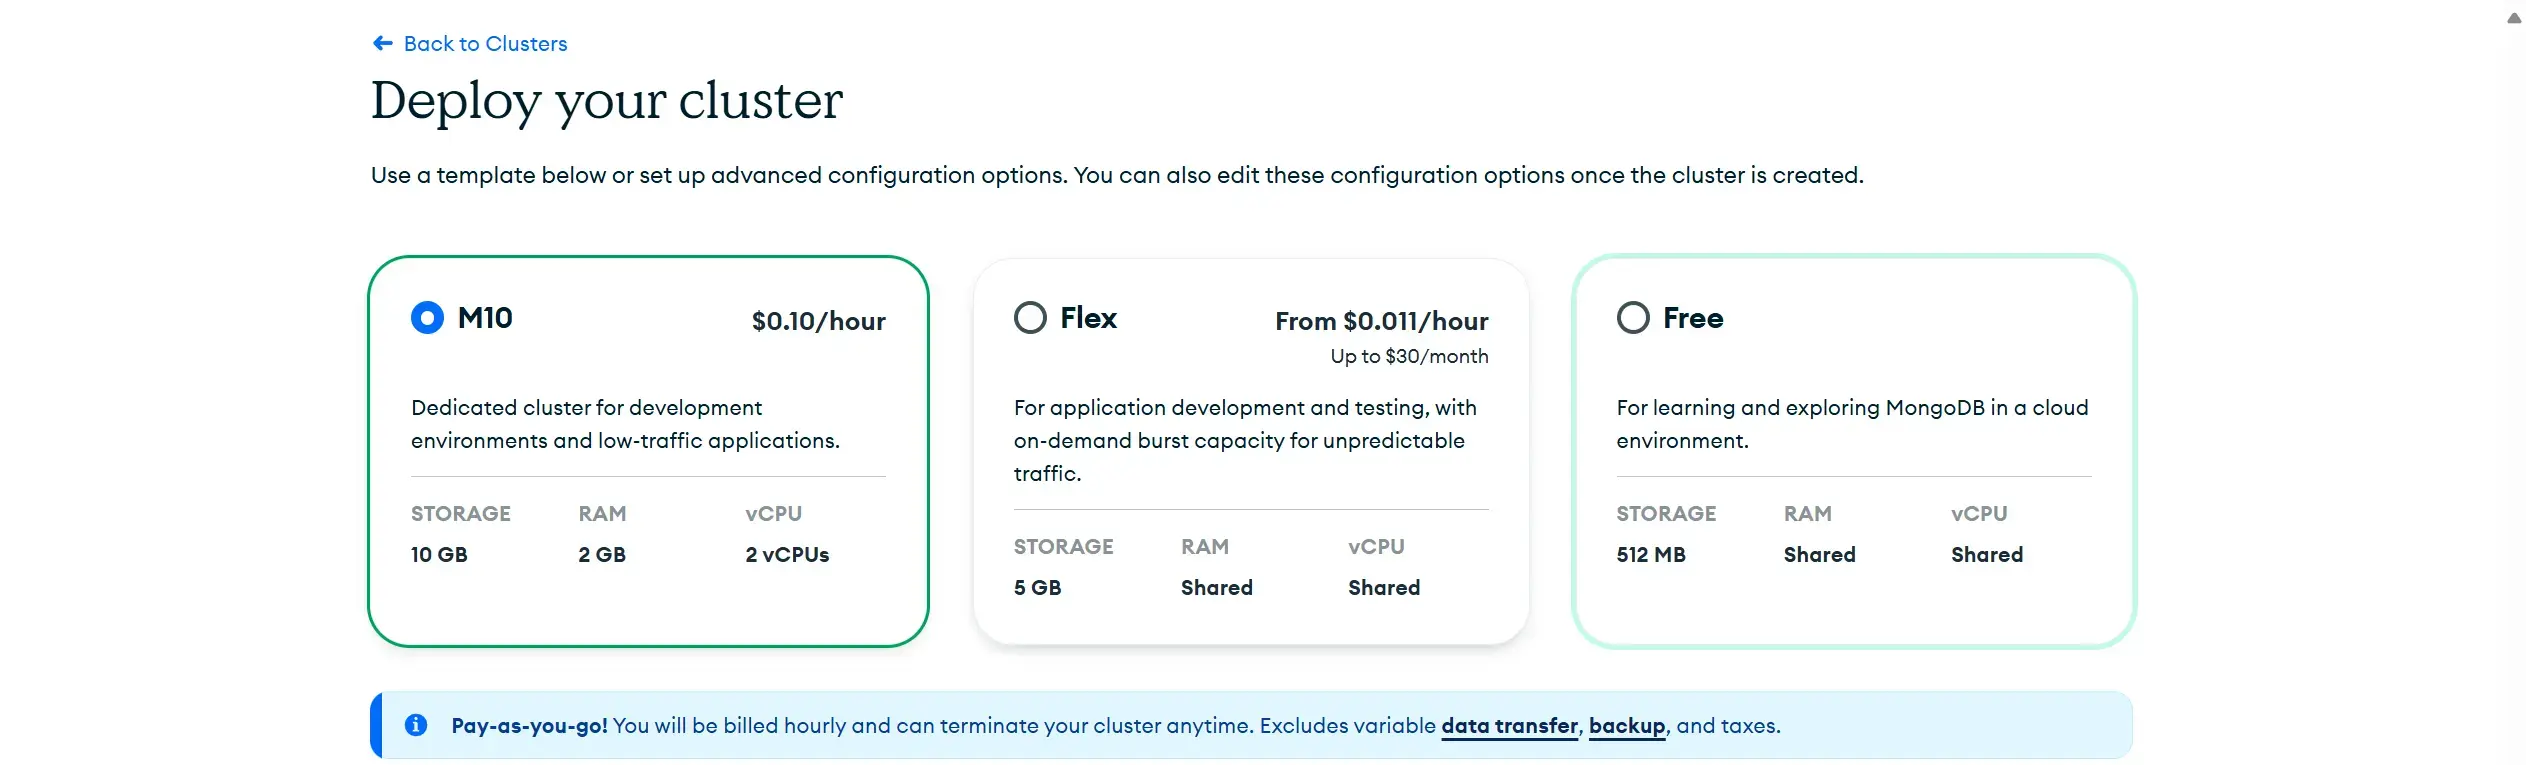 Back to Clusters
Deploy your cluster
Use a template below or set up advanced configuration options. You can also edit these configuration options once the cluster is created.
M10
$0.10/hour
Dedicated cluster for development
environments and low-traffic applications.
STORAGE RAM vCPU
10 GB 2 GB 2 vCPUs
Flex
From $0.011/hour
Up to $30/month
For application development and testing, with
on-demand burst capacity for unpredictable
traffic.
STORAGE RAM vCPU
5 GB Shared Shared
Free
For learning and exploring MongoDB in a cloud
environment.
STORAGE RAM vCPU
512 MB Shared Shared
Pay-as-you-go! You will be billed hourly and can terminate your cluster anytime. Excludes variable data transfer, backup, and taxes.